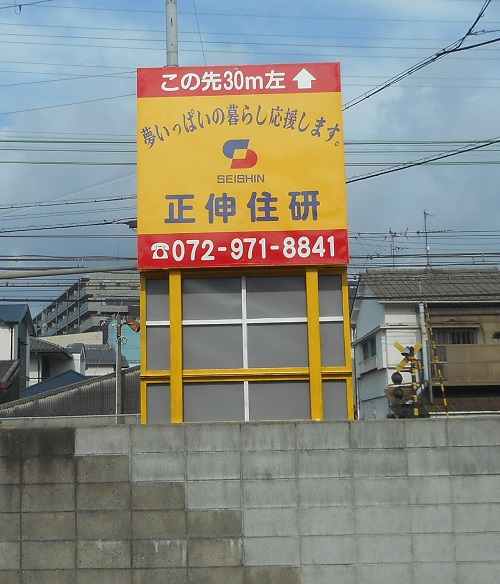 この先30m左
夢いっぱいの暮らし応援します。
SEISHIN
正伸住研
☎072-971-8841